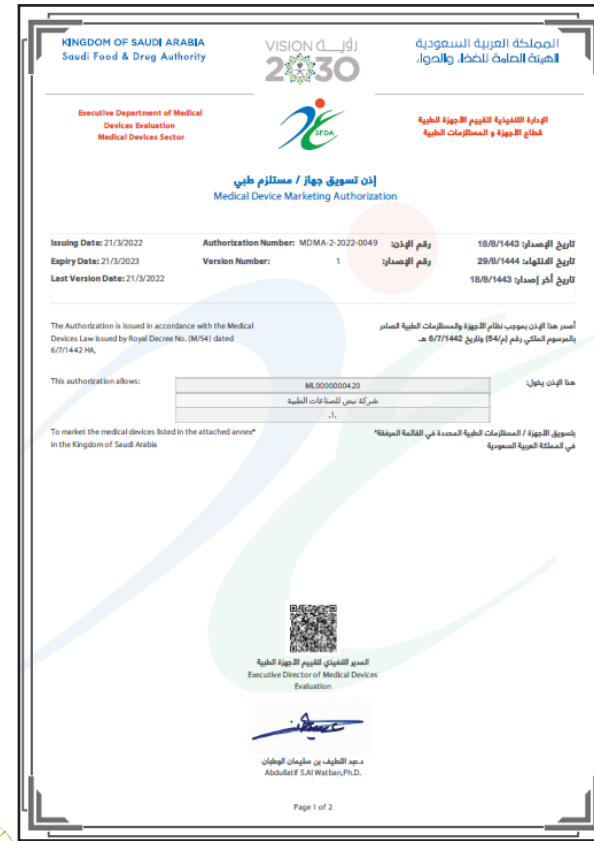 KINGDOM OF SAUDI ARABIA
Saudi Food & Drug Authority
VISION رؤيـــة
2030
المملكة العربية السعودية
الهيئة العامة للغذاء والدواء
Executive Department of Medical
Devices Evaluation
Medical Devices Sector
SFDA
الإدارة التنفيذية لتقييم الأجهزة الطبية
قطاع الأجهزة و المستلزمات الطبية
إذن تسويق جهاز / مستلزم طبي
Medical Device Marketing Authorization
Issuing Date: 21/3/2022
Authorization Number: MDMA-2-2022-0049 رقم الإذن:
تاريخ الإصدار: 18/8/1443
Expiry Date: 21/3/2023
Version Number: 1 رقم الإصدار:
تاريخ الانتهاء: 29/8/1444
Last Version Date: 21/3/2022
تاريخ أخر إصدار: 18/8/1443
The Authorization is issued in accordance with the Medical
Devices Law issued by Royal Decree No. (M/54) dated
6/7/1442 HA,
أصدر هذا الإذن بموجب نظام الأجهزة والمستلزمات الطبية الصادر
بالمرسوم الملكي رقم (م/54) وتاريخ 6/7/1442 هـ.
This authorization allows:
هذا الإذن يخول:
ML0000000420
شركة نبض للصناعات الطبية
.1,
To market the medical devices listed in the attached annex*
in the Kingdom of Saudi Arabia
بتسويق الأجهزة / المستلزمات الطبية المحددة في القائمة المرفقة*
في المملكة العربية السعودية
المدير التنفيذي لتقييم الأجهزة الطبية
Executive Director of Medical Devices
Evaluation
د.عبد اللطيف بن سليمان الوطبان
Abdullatif S.Al Watban,Ph.D.
Page 1 of 2